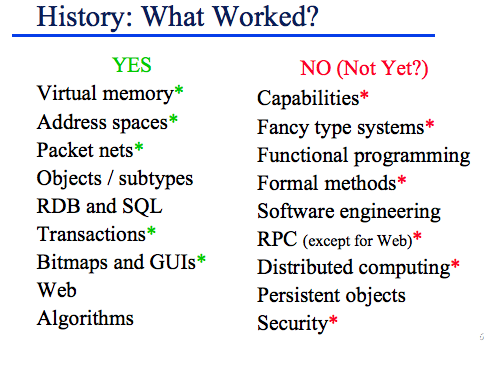 History: What Worked?
YES
Virtual memory*
Address spaces*
Packet nets*
Objects / subtypes
RDB and SQL
Transactions*
Bitmaps and GUIs*
Web
Algorithms
NO (Not Yet?)
Capabilities*
Fancy type systems*
Functional programming
Formal methods*
Software engineering
RPC (except for Web)*
Distributed computing*
Persistent objects
Security*